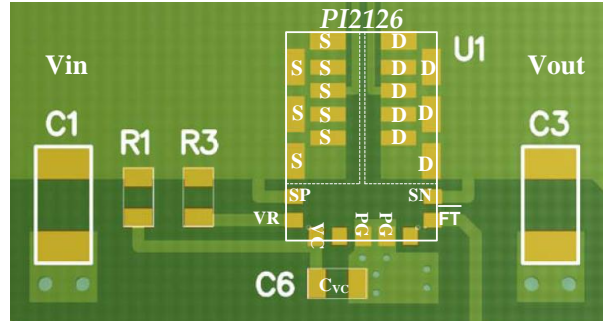 PI2126
U1
Vin
Vout
C1
R1
R3
C3
S D
S S D D
S D
S S D D
S D
S D
SP SN
VR FT
VC PG PG
C6 CVC